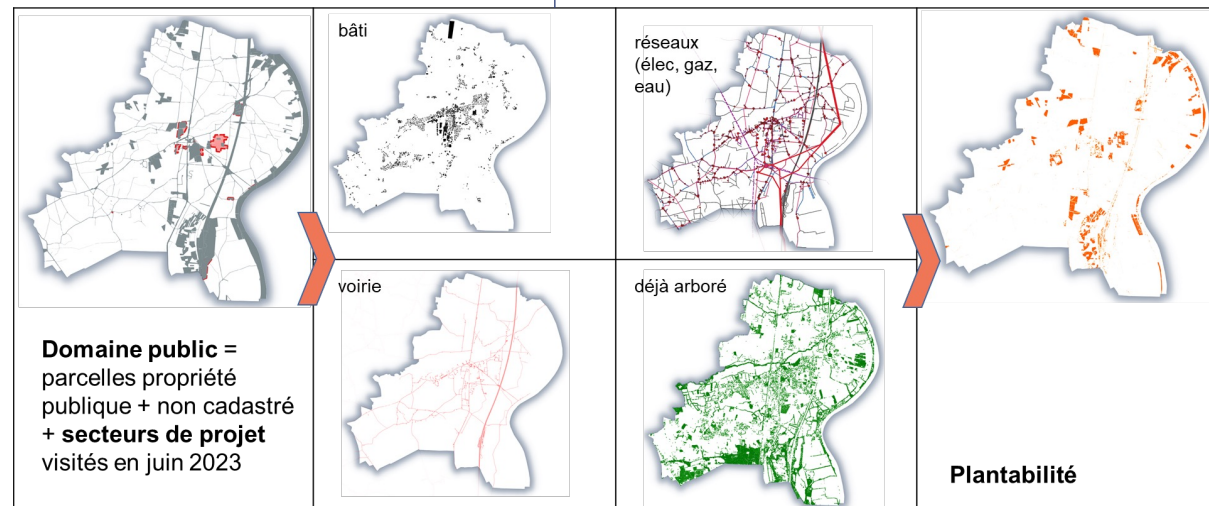 bâti
réseaux
(élec, gaz,
eau)
voirie
déjà arboré
Domaine public =
parcelles propriété
publique + non cadastré
+ secteurs de projet
visités en juin 2023
Plantabilité